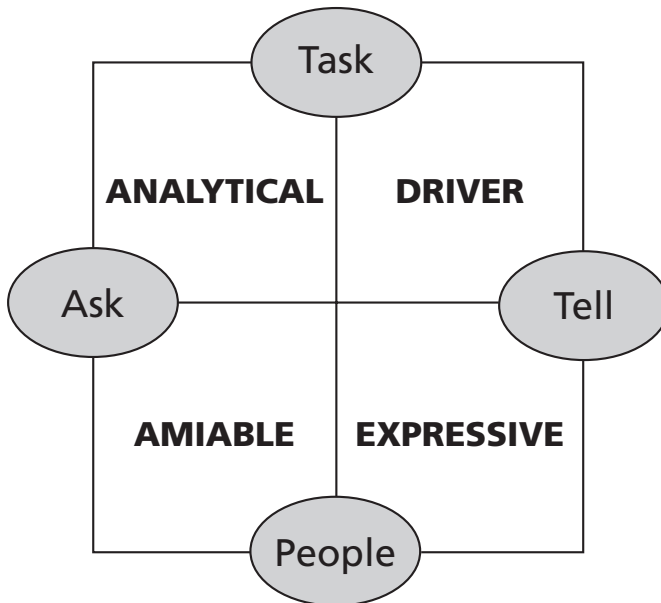 Task
ANALYTICAL DRIVER
Ask Tell
AMIABLE EXPRESSIVE
People